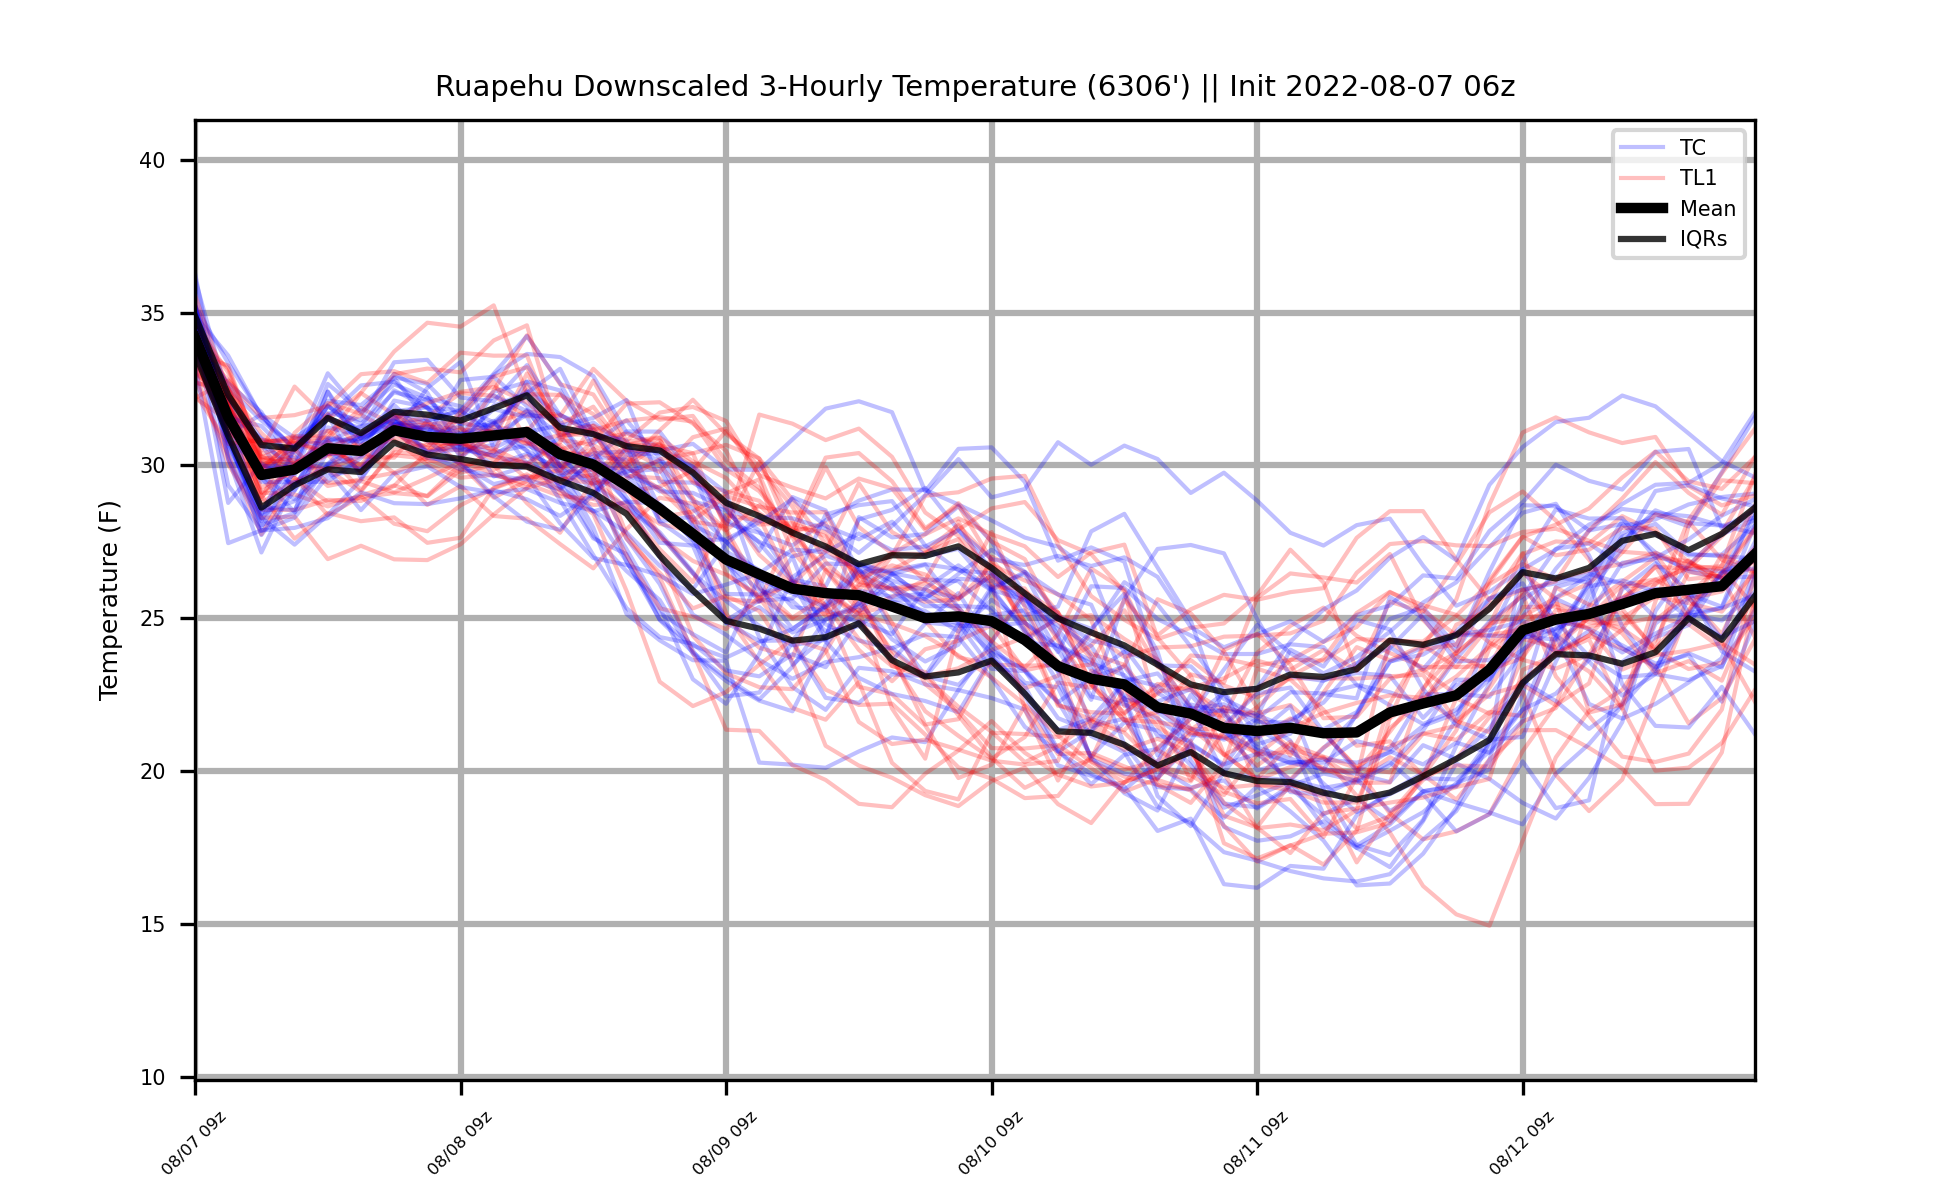 Ruapehu Downscaled 3-Hourly Temperature (6306') || Init 2022-08-07 06z
TC
TL1
Mean
IQRs
Temperature (F)
40
35
30
25
20
15
10
08/07 09z
08/08 09z
08/09 09z
08/10 09z
08/11 09z
08/12 09z